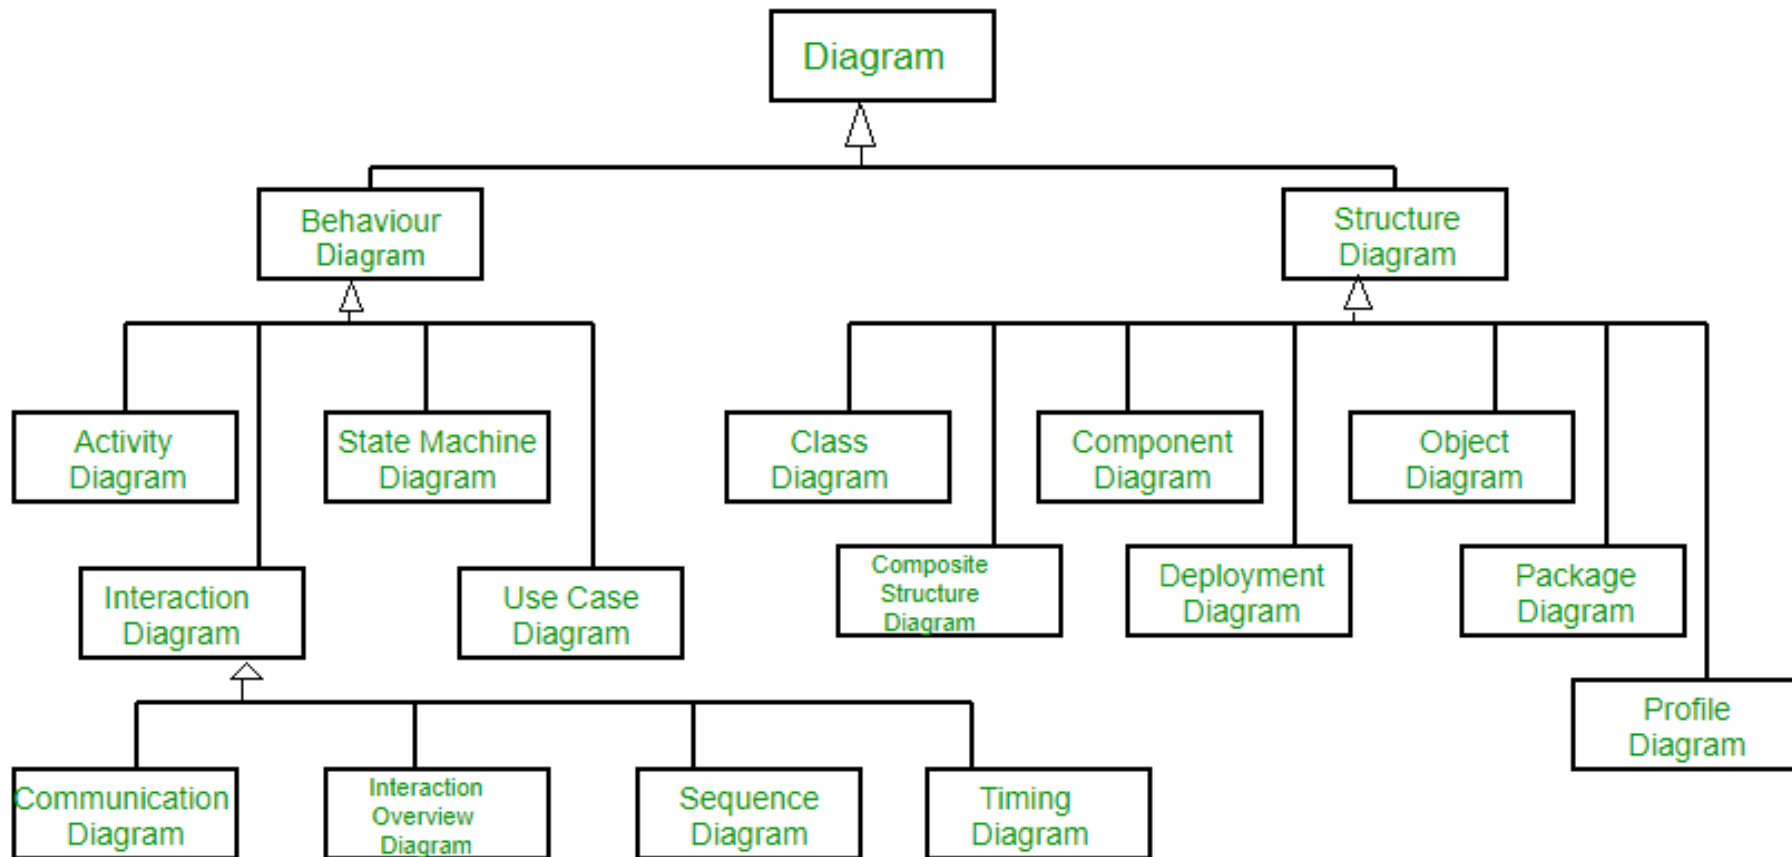 Diagram
Behaviour
Diagram
Structure
Diagram
Activity
Diagram
State Machine
Diagram
Class
Diagram
Component
Diagram
Object
Diagram
Interaction
Diagram
Use Case
Diagram
Composite
Structure
Diagram
Deployment
Diagram
Package
Diagram
Profile
Diagram
Communication
Diagram
Interaction
Overview
Diagram
Sequence
Diagram
Timing
Diagram